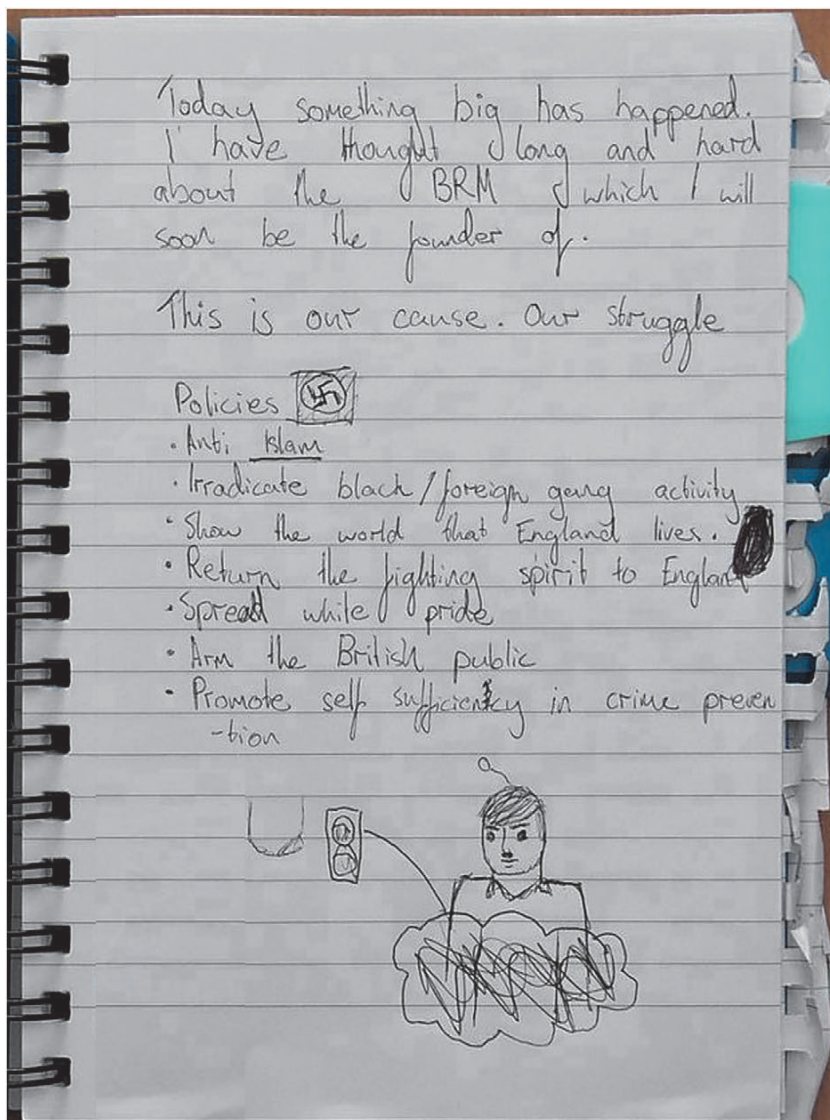 Today something big has happened.
I have thought long and hard
about the BRM which I will
soon be the founder of.
This is our cause. Our struggle
Policies
· Anti Islam
· Irradicate black/foreign gang activity
· Show the world that England lives.
· Return the fighting spirit to England
· Spread white pride
· Arm the British public
· Promote self sufficientcy in crime preven
-tion